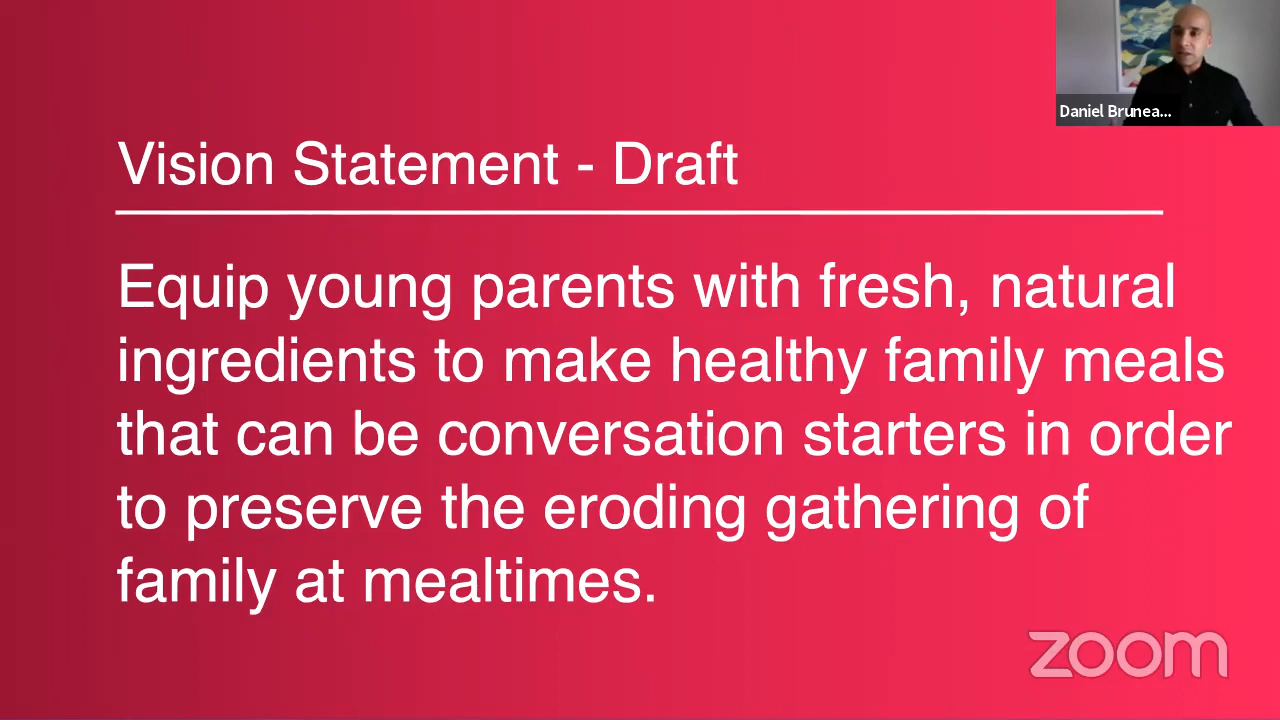 Daniel Brunea...
Vision Statement - Draft
Equip young parents with fresh, natural
ingredients to make healthy family meals
that can be conversation starters in order
to preserve the eroding gathering of
family at mealtimes.
zoom